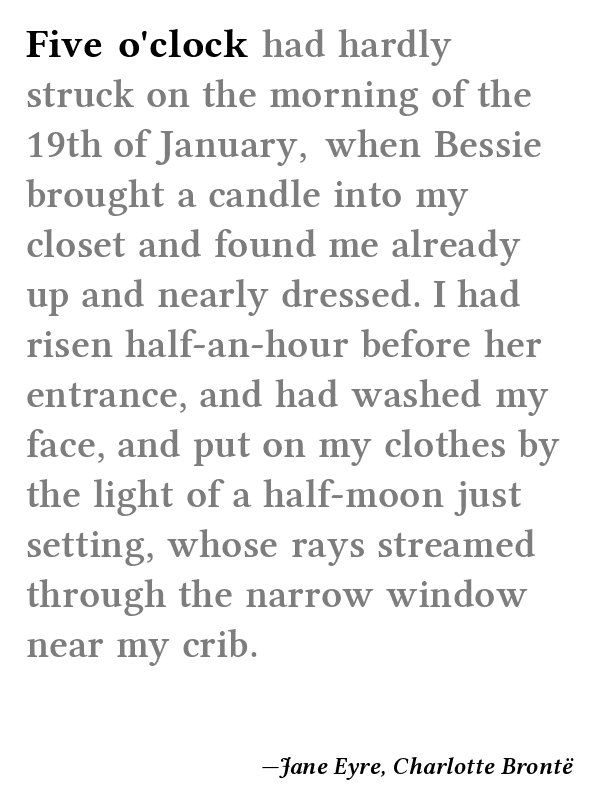 Five o'clock had hardly
struck on the morning of the
19th of January, when Bessie
brought a candle into my
closet and found me already
up and nearly dressed. I had
risen half-an-hour before her
entrance, and had washed my
face, and put on my clothes by
the light of a half-moon just
setting, whose rays streamed
through the narrow window
near my crib.
—Jane Eyre, Charlotte Brontë